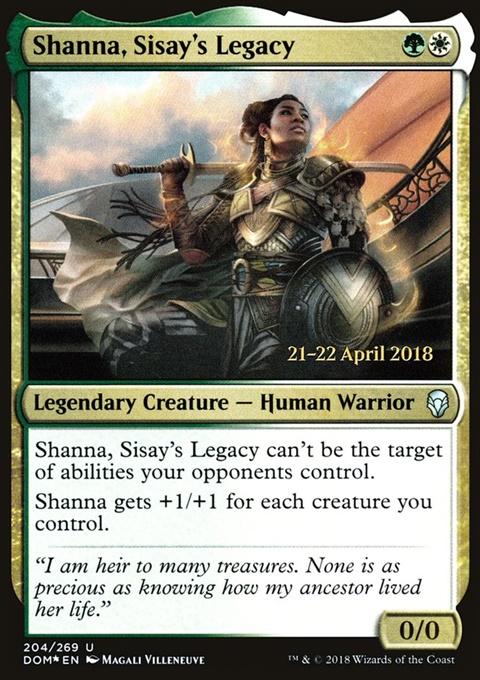 Shanna, Sisay's Legacy
21–22 April 2018
Legendary Creature — Human Warrior
Shanna, Sisay's Legacy can't be the target
of abilities your opponents control.
Shanna gets +1/+1 for each creature you
control.
"I am heir to many treasures. None is as
precious as knowing how my ancestor lived
her life."
0/0
204/269 U
DOM★EN Magali Villeneuve
™ & © 2018 Wizards of the Coast